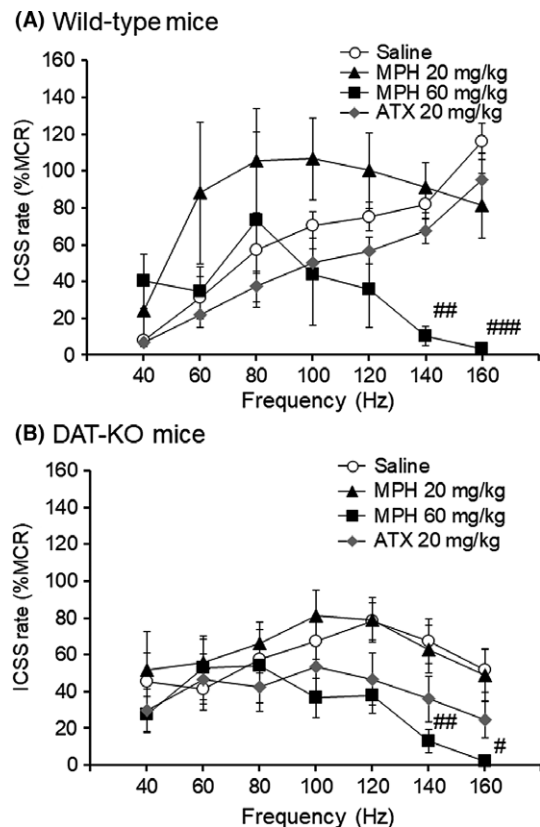 (A) Wild-type mice
Saline
MPH 20 mg/kg
MPH 60 mg/kg
ATX 20 mg/kg
ICSS rate (%MCR)
160
140
120
100
80
60
40
20
0
##
###
40 60 80 100 120 140 160
Frequency (Hz)
(B) DAT-KO mice
Saline
MPH 20 mg/kg
MPH 60 mg/kg
ATX 20 mg/kg
ICSS rate (%MCR)
160
140
120
100
80
60
40
20
0
##
#
40 60 80 100 120 140 160
Frequency (Hz)